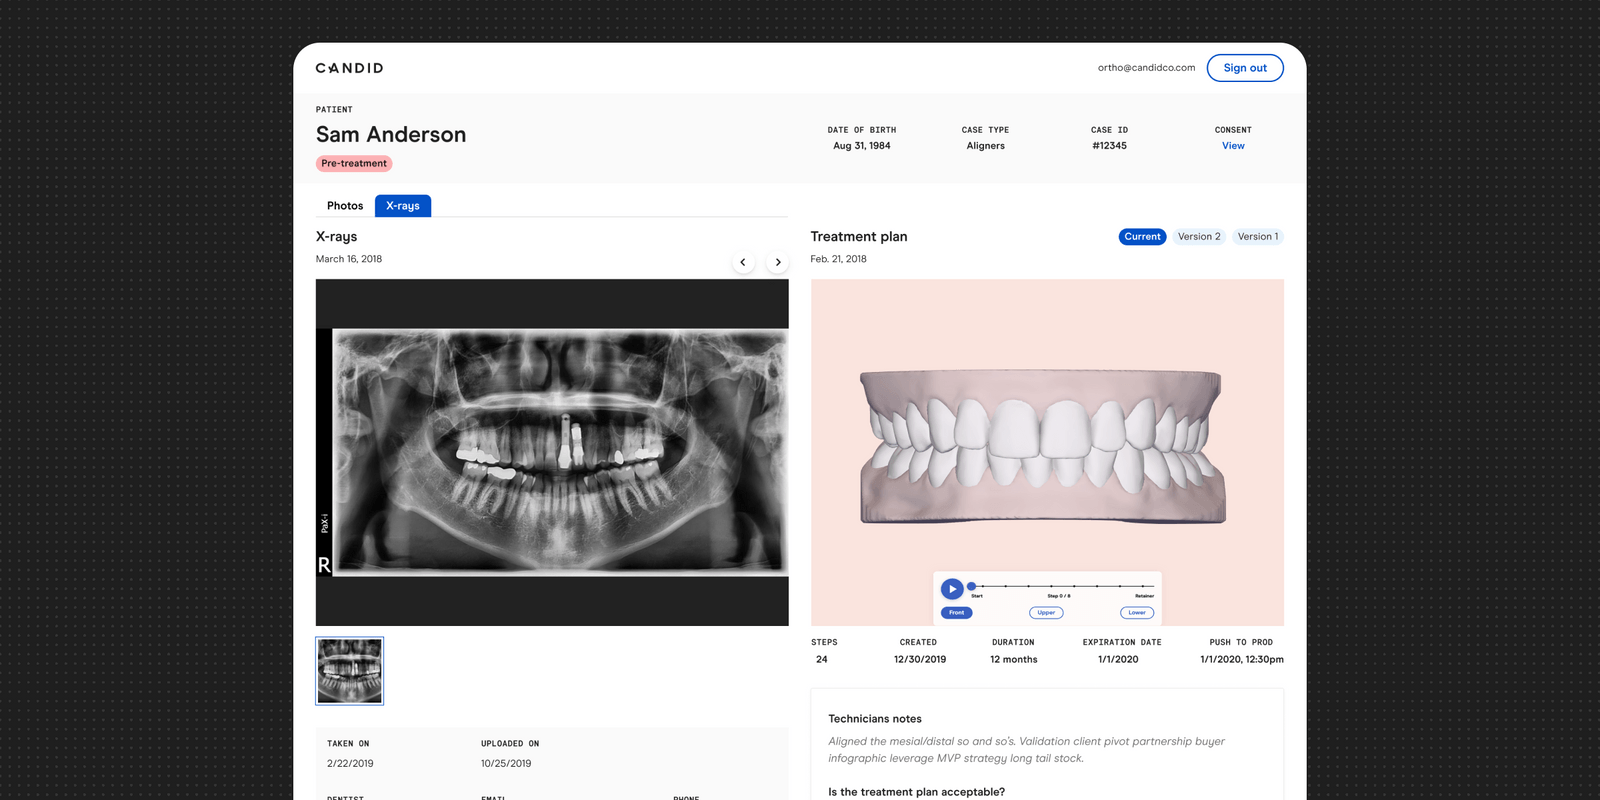 CANDID
ortho@candidco.com
Sign out
PATIENT
Sam Anderson
Pre-treatment
DATE OF BIRTH
Aug 31, 1984
CASE TYPE
Aligners
CASE ID
#12345
CONSENT
View
Photos
X-rays
X-rays
March 16, 2018
PaX-i
R
TAKEN ON
2/22/2019
UPLOADED ON
10/25/2019
DENTIST
EMAIL
PHONE
Treatment plan
Current
Version 2
Version 1
Feb. 21, 2018
Start
Step 0 / 8
Retainer
Front
Upper
Lower
STEPS
24
CREATED
12/30/2019
DURATION
12 months
EXPIRATION DATE
1/1/2020
PUSH TO PROD
1/1/2020, 12:30pm
Technicians notes
Aligned the mesial/distal so and so's. Validation client pivot partnership buyer
infographic leverage MVP strategy long tail stock.
Is the treatment plan acceptable?